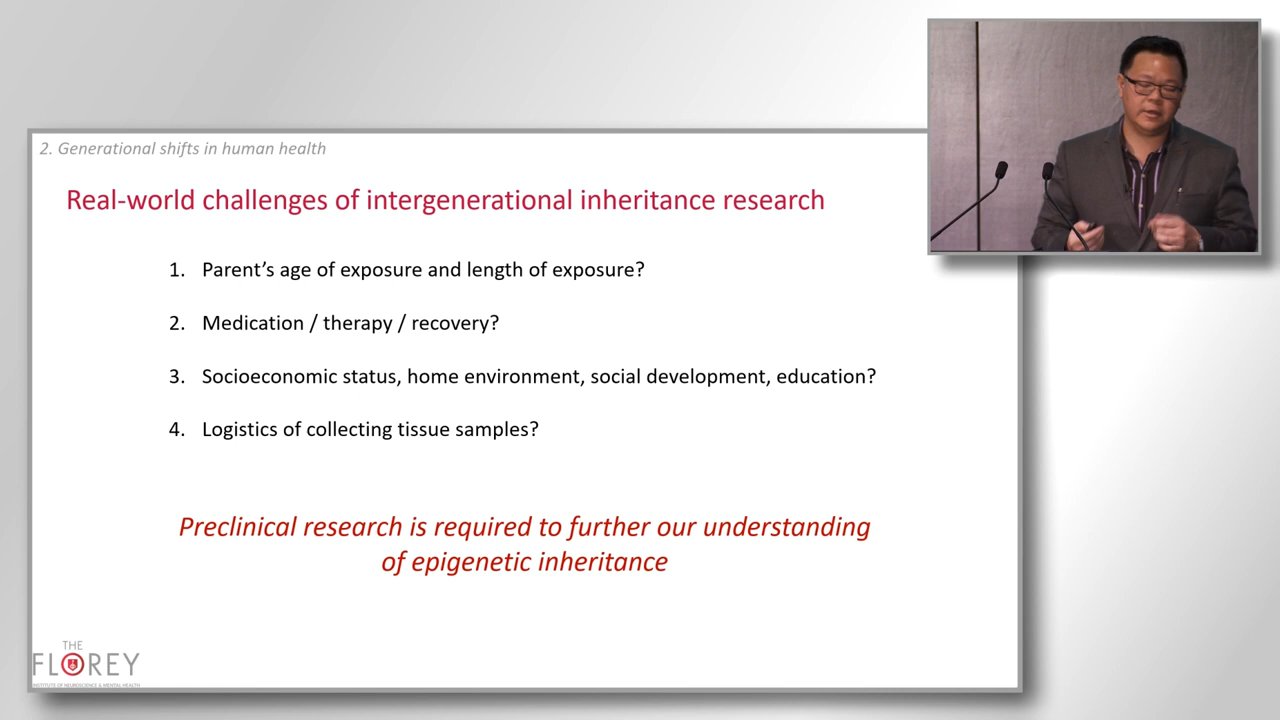 2. Generational shifts in human health
Real-world challenges of intergenerational inheritance research
1. Parent's age of exposure and length of exposure?
2. Medication / therapy / recovery?
3. Socioeconomic status, home environment, social development, education?
4. Logistics of collecting tissue samples?
Preclinical research is required to further our understanding
of epigenetic inheritance
THE
FLOREY
INSTITUTE OF NEUROSCIENCE & MENTAL HEALTH